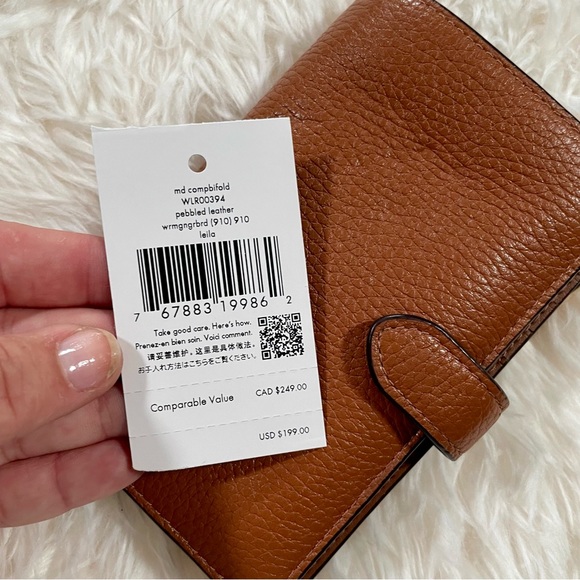 md compbifold
WLR00394
pebbled leather
wrmgngrbrd (910) 910
leila
7 67883 19986 2
Take good care. Here's how.
Prenez-en bien soin. Voici comment.
请妥善维护。这里是具体做法。
お手入れ方法はこちらをご覧ください。
Comparable Value CAD $249.00
USD $199.00